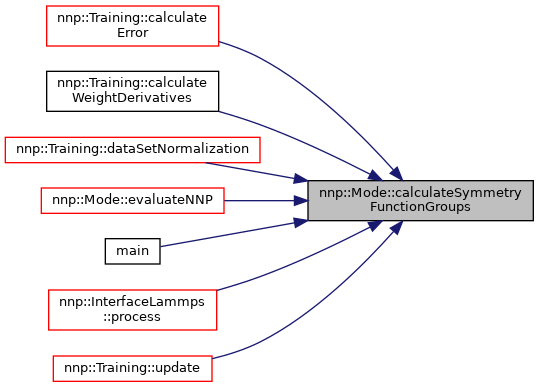 nnp::Training::calculate
Error
nnp::Training::calculate
WeightDerivatives
nnp::Training::dataSetNormalization
nnp::Mode::evaluateNNP
main
nnp::InterfaceLammps
::process
nnp::Training::update
nnp::Mode::calculateSymmetry
FunctionGroups